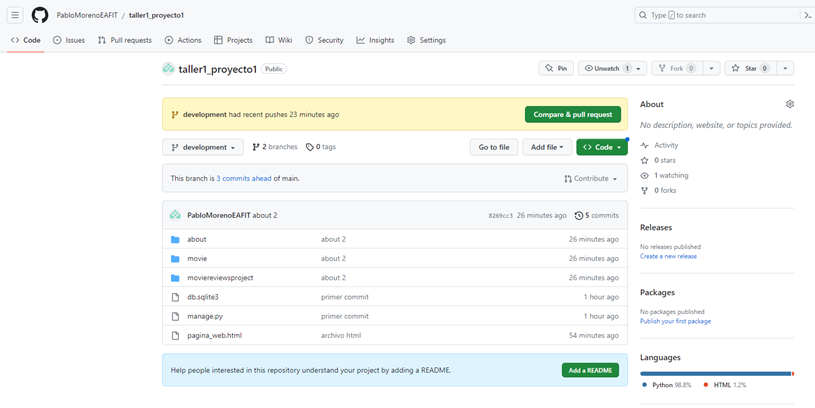 PabloMorenoEAFIT / taller1_proyecto1
Type / to search
Code Issues Pull requests Actions Projects Wiki Security Insights Settings
taller1_proyecto1 Public
Pin Unwatch 1 Fork 0 Star 0
development had recent pushes 23 minutes ago
Compare & pull request
development 2 branches 0 tags
Go to file Add file <> Code
This branch is 3 commits ahead of main.
Contribute
PabloMorenoEAFIT about 2 8269cc3 26 minutes ago 5 commits
about about 2 26 minutes ago
movie about 2 26 minutes ago
moviereviewsproject about 2 26 minutes ago
db.sqlite3 primer commit 1 hour ago
manage.py primer commit 1 hour ago
pagina_web.html archivo html 54 minutes ago
Help people interested in this repository understand your project by adding a README.
Add a README
About
No description, website, or topics provided.
Activity
0 stars
1 watching
0 forks
Releases
No releases published
Create a new release
Packages
No packages published
Publish your first package
Languages
Python 98.8% HTML 1.2%